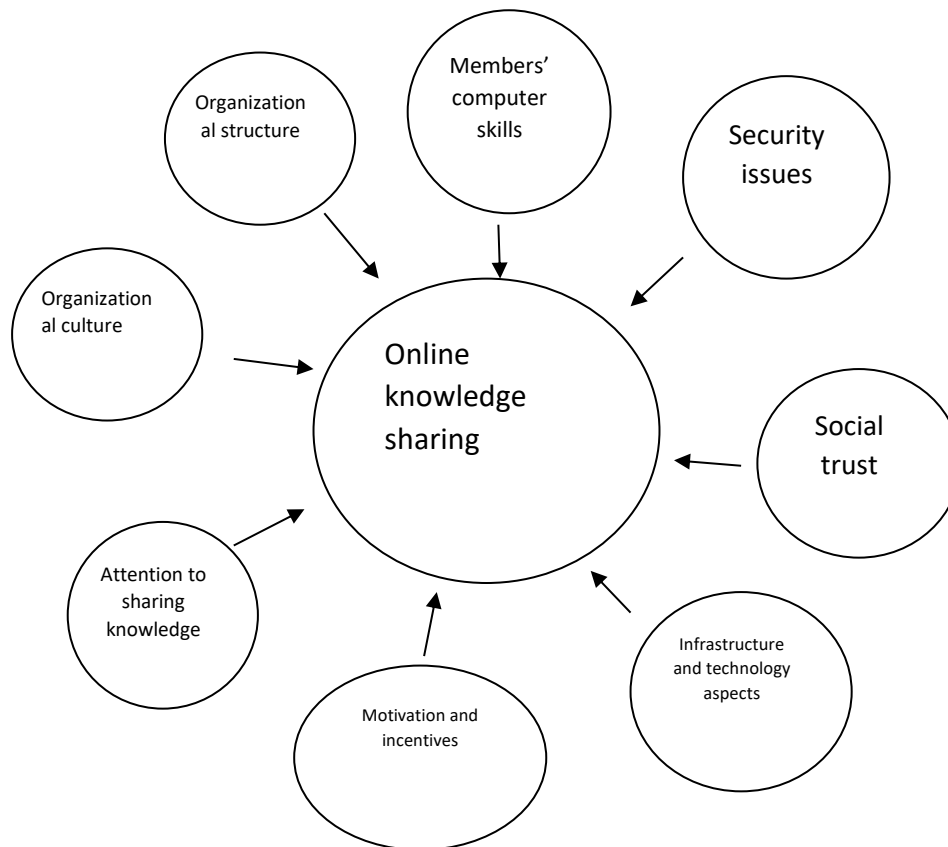 Members’
computer
skills
Organization
al structure
Security
issues
Organization
al culture
Online
knowledge
sharing
Social
trust
Attention to
sharing
knowledge
Infrastructure
and technology
aspects
Motivation and
incentives